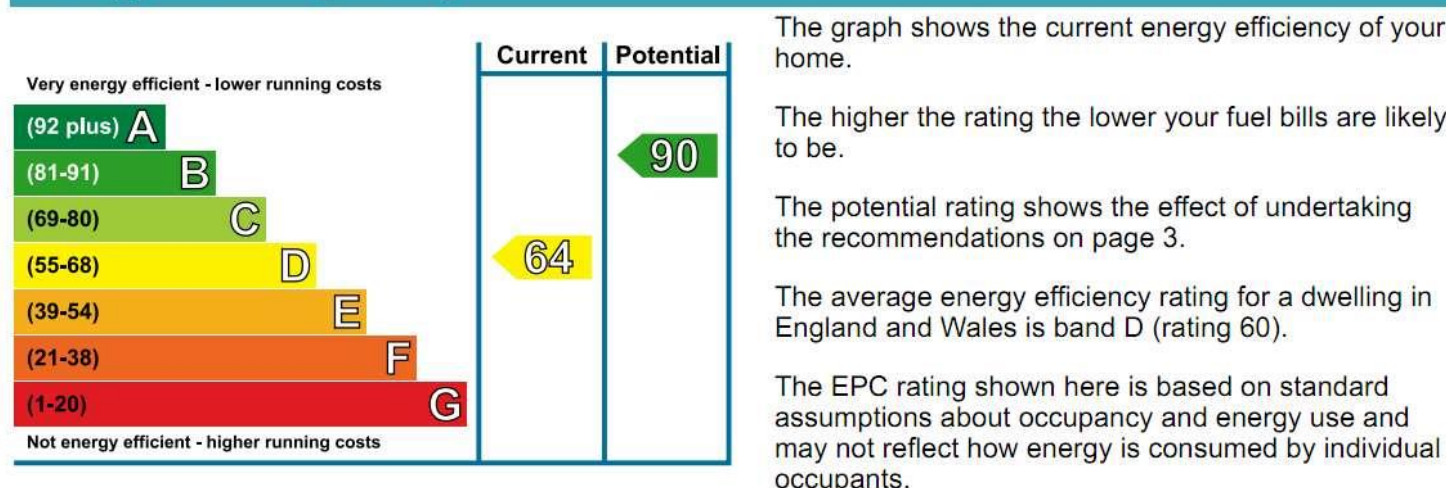 Current Potential
Very energy efficient - lower running costs
(92 plus) A
(81-91) B
(69-80) C
(55-68) D
(39-54) E
(21-38) F
(1-20) G
Not energy efficient - higher running costs
90
64
The graph shows the current energy efficiency of your
home.
The higher the rating the lower your fuel bills are likely
to be.
The potential rating shows the effect of undertaking
the recommendations on page 3.
The average energy efficiency rating for a dwelling in
England and Wales is band D (rating 60).
The EPC rating shown here is based on standard
assumptions about occupancy and energy use and
may not reflect how energy is consumed by individual
occupants.